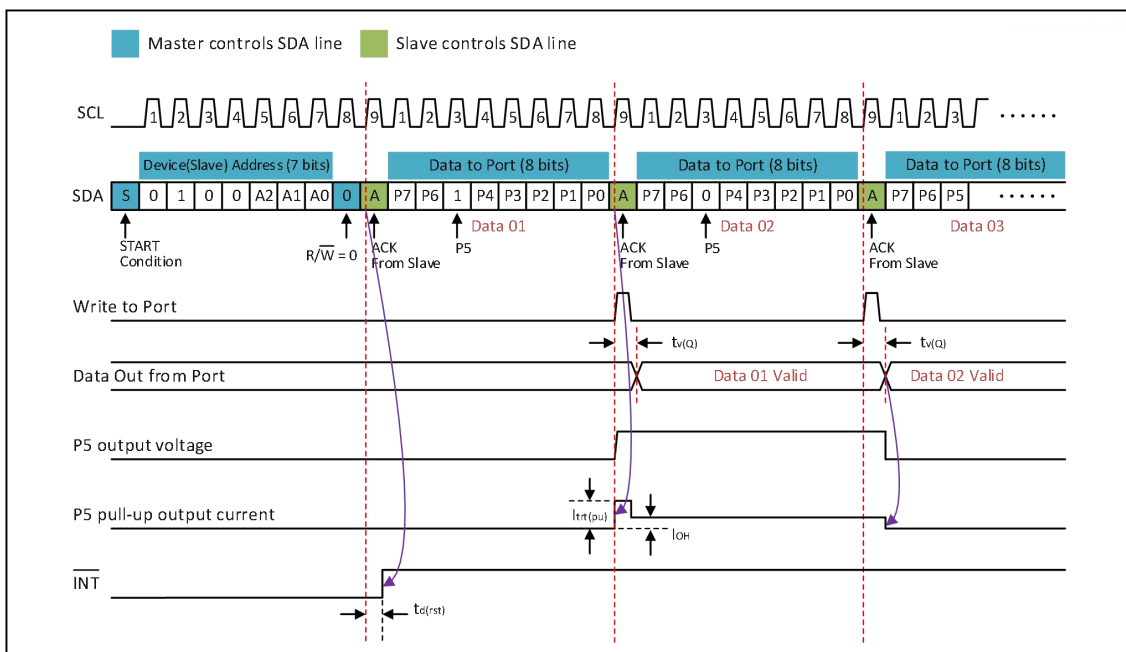 Master controls SDA line Slave controls SDA line
SCL 1 2 3 4 5 6 7 8 9 1 2 3 4 5 6 7 8 9 1 2 3 4 5 6 7 8 9 1 2 3 ······
Device(Slave) Address (7 bits) Data to Port (8 bits) Data to Port (8 bits) Data to Port (8 bits)
SDA S 0 1 0 0 A2 A1 A0 0 A P7 P6 1 P4 P3 P2 P1 P0 A P7 P6 0 P4 P3 P2 P1 P0 A P7 P6 P5 ······
Data 01 Data 02 Data 03
START
Condition
R/W̅ = 0
ACK
From Slave
P5
ACK
From Slave
P5
ACK
From Slave
Write to Port
tv(Q) tv(Q)
Data Out from Port Data 01 Valid Data 02 Valid
P5 output voltage
P5 pull-up output current
Itrt(pu) IOH
I̅N̅T̅
td(rst)